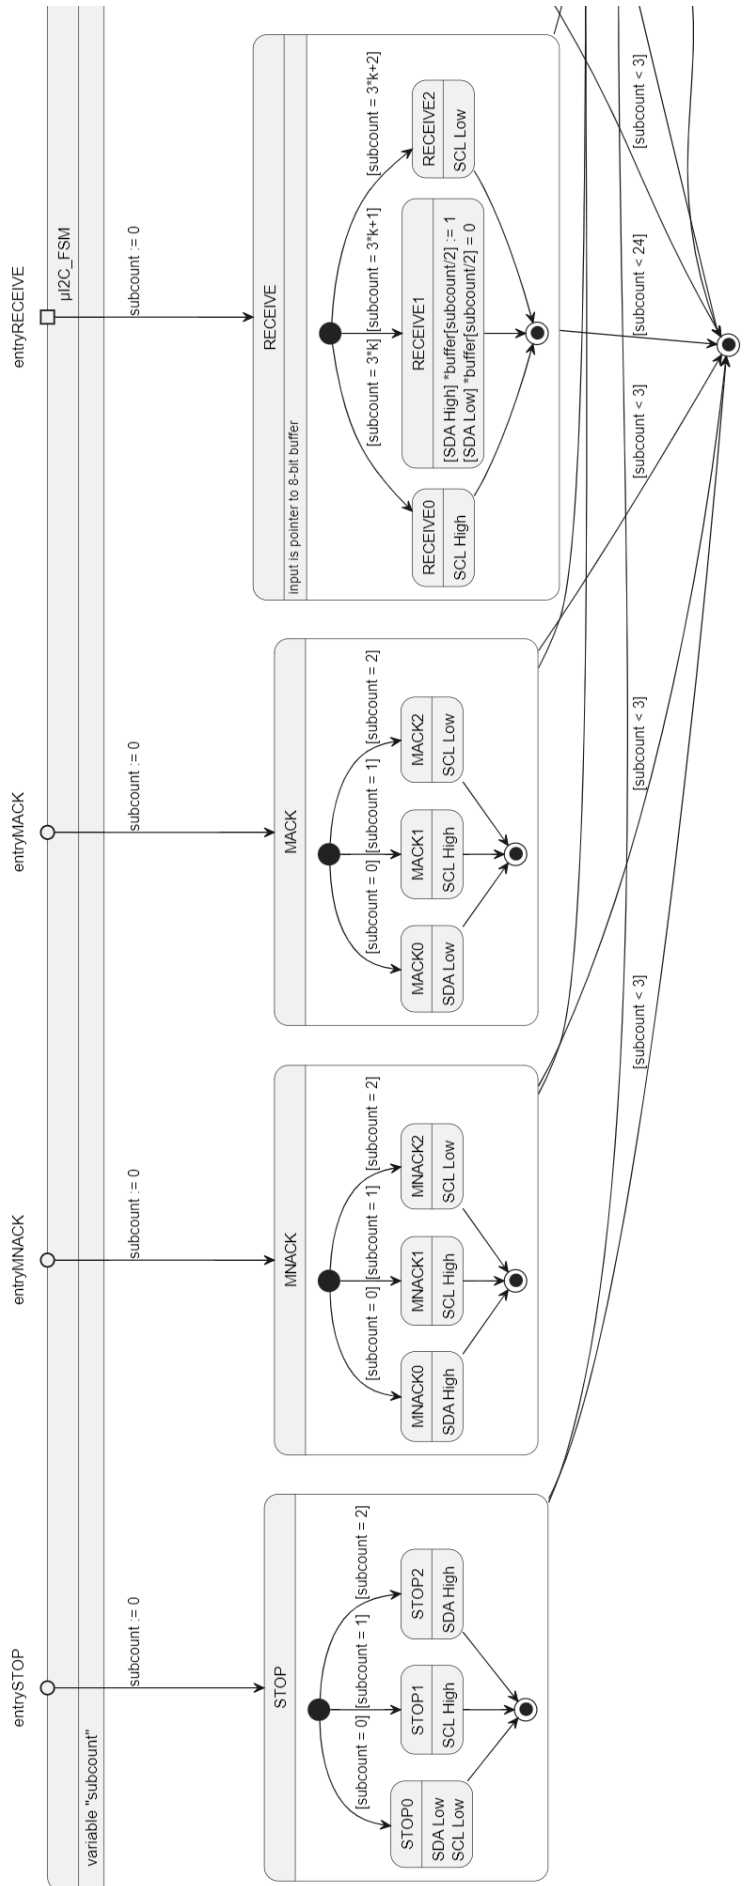 entrySTOP
entryMNACK
entryMACK
entryRECEIVE
µI2C_FSM
variable "subcount"
subcount := 0
subcount := 0
subcount := 0
subcount := 0
STOP
[subcount = 0]
[subcount = 1]
[subcount = 2]
STOP0
SDA Low
SCL Low
STOP1
SCL High
STOP2
SDA High
MNACK
[subcount = 0]
[subcount = 1]
[subcount = 2]
MNACK0
SDA High
MNACK1
SCL High
MNACK2
SCL Low
MACK
[subcount = 0]
[subcount = 1]
[subcount = 2]
MACK0
SDA Low
MACK1
SCL High
MACK2
SCL Low
RECEIVE
input is pointer to 8-bit buffer
[subcount = 3*k]
[subcount = 3*k+1]
[subcount = 3*k+2]
RECEIVE0
SCL High
RECEIVE1
[SDA High] *buffer[subcount/2] := 1
[SDA Low] *buffer[subcount/2] = 0
RECEIVE2
SCL Low
[subcount < 3]
[subcount < 3]
[subcount < 3]
[subcount < 24]
[subcount < 3]